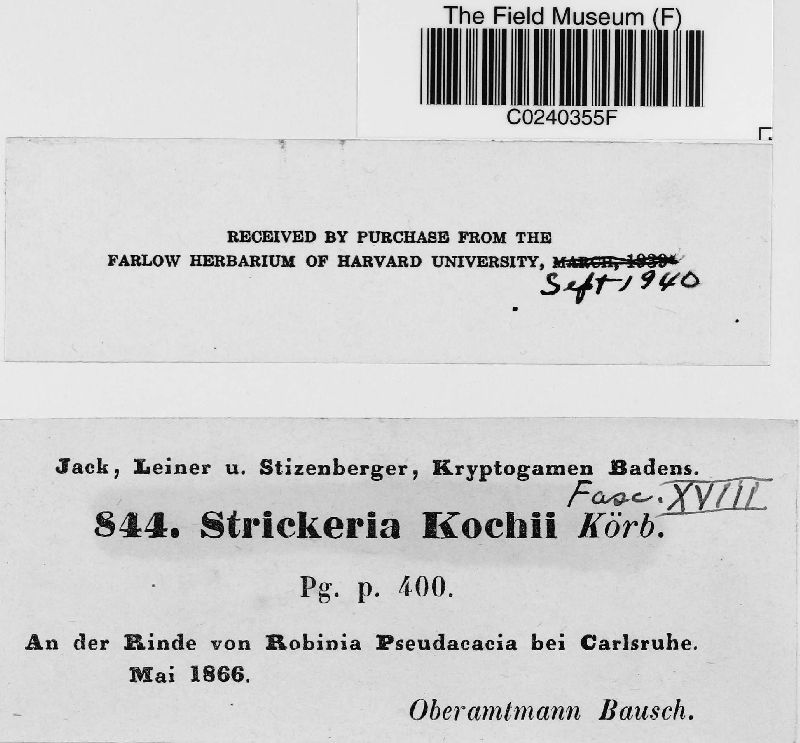 The Field Museum (F)
C0240355F
RECEIVED BY PURCHASE FROM THE
FARLOW HERBARIUM OF HARVARD UNIVERSITY, MARCH, 1939.
Sept 1940
Jack, Leiner u. Stizenberger, Kryptogamen Badens.
Fasc. XVIII
844. Strickeria Kochii Körb.
Pg. p. 400.
An der Rinde von Robinia Pseudacacia bei Carlsruhe.
Mai 1866.
Oberamtmann Bausch.